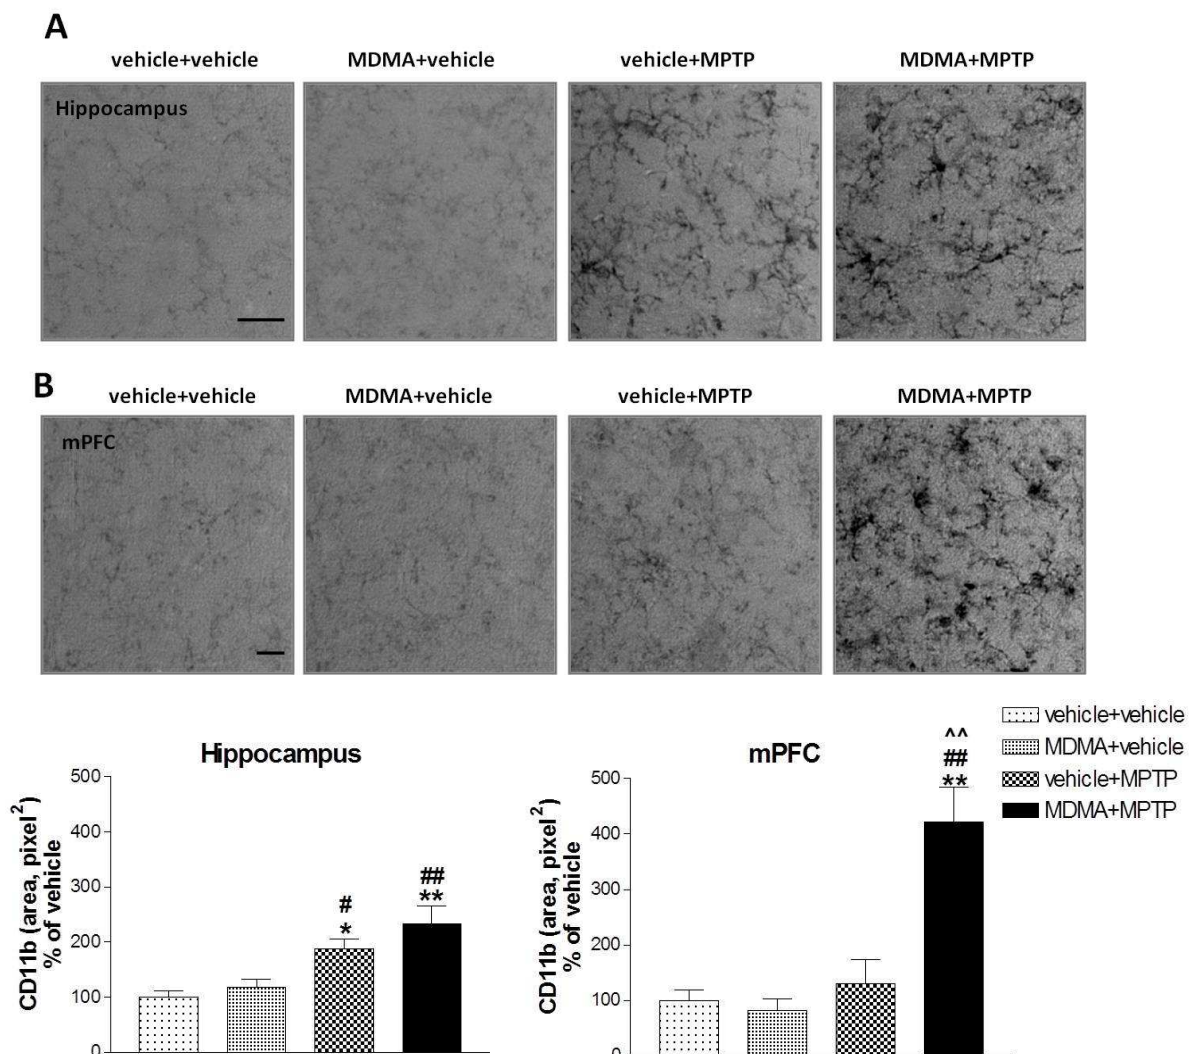 A
vehicle+vehicle MDMA+vehicle vehicle+MPTP MDMA+MPTP
Hippocampus
B
vehicle+vehicle MDMA+vehicle vehicle+MPTP MDMA+MPTP
mPFC
Hippocampus
CD11b (area, pixel²)
% of vehicle
500
400
300
200
100
0
#
*
##
**
mPFC
CD11b (area, pixel²)
% of vehicle
500
400
300
200
100
0
^^
##
**
vehicle+vehicle
MDMA+vehicle
vehicle+MPTP
MDMA+MPTP